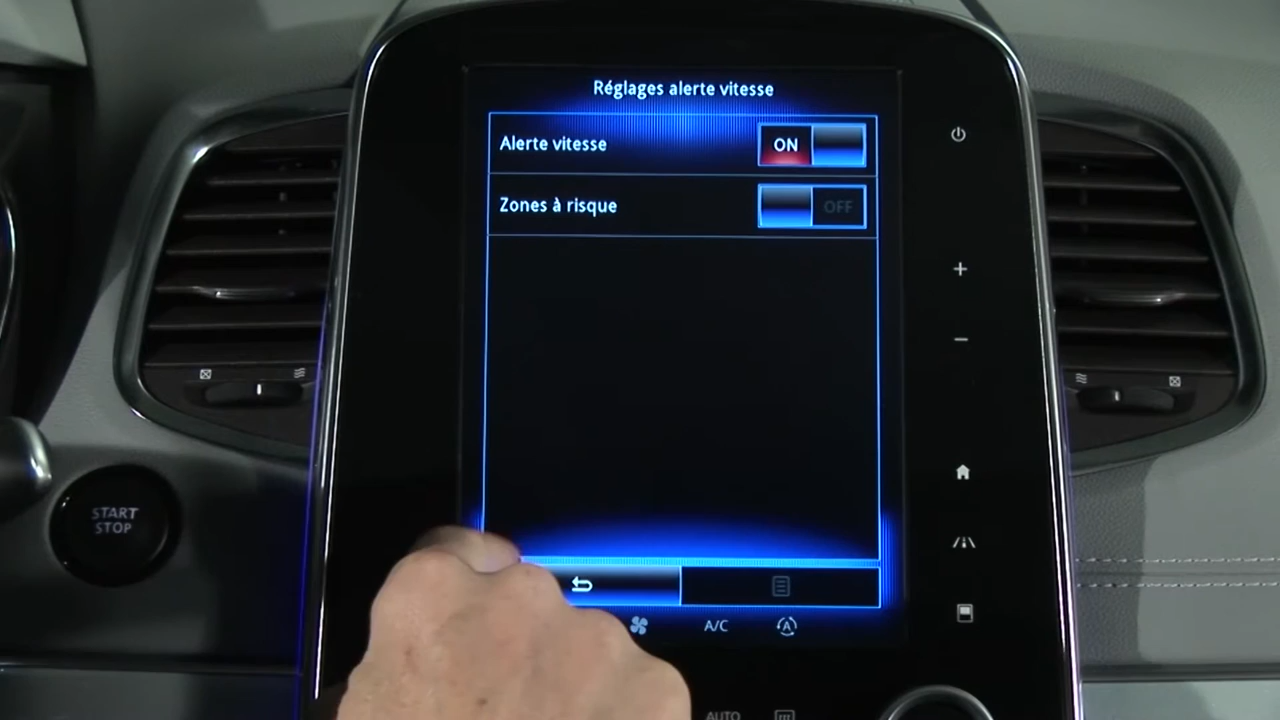 Réglages alerte vitesse
Alerte vitesse ON
Zones à risque OFF
START
STOP
A/C
A
AUTO